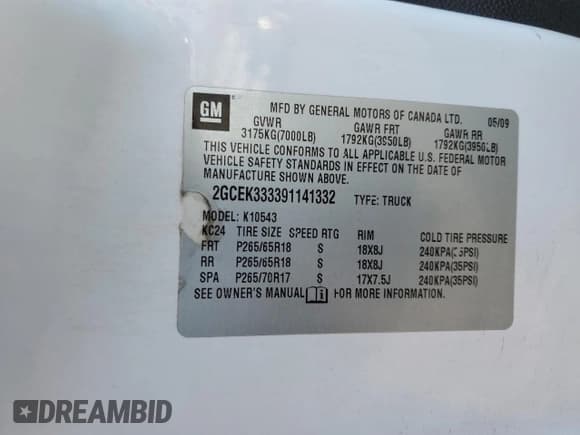 GM
MFD BY GENERAL MOTORS OF CANADA LTD. 05/09
GVWR GAWR FRT GAWR RR
3175KG(7000LB) 1792KG(3950LB) 1792KG(3950LB)
THIS VEHICLE CONFORMS TO ALL APPLICABLE U.S. FEDERAL MOTOR
VEHICLE SAFETY STANDARDS IN EFFECT ON THE DATE OF
MANUFACTURE SHOWN ABOVE.
2GCEK333391141332 TYPE: TRUCK
MODEL: K10543
KC24 TIRE SIZE SPEED RTG RIM COLD TIRE PRESSURE
FRT P265/65R18 S 18X8J 240KPA(35PSI)
RR P265/65R18 S 18X8J 240KPA(35PSI)
SPA P265/70R17 S 17X7.5J 240KPA(35PSI)
SEE OWNER'S MANUAL FOR MORE INFORMATION.
DREAMBID